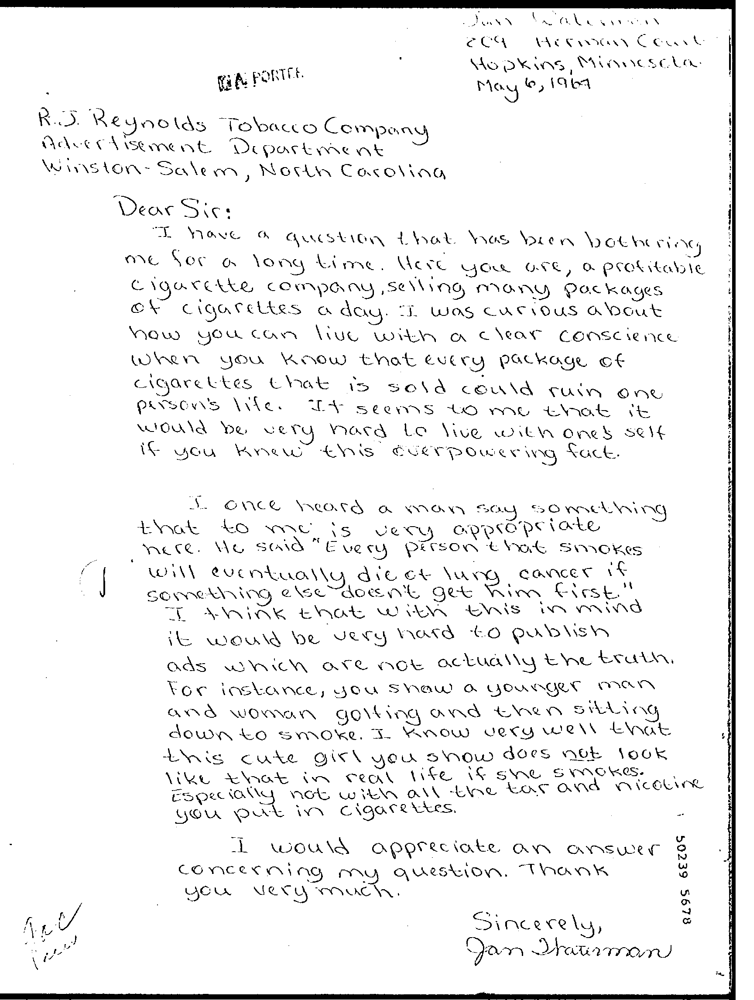 Jan Waterman
209 Herman Court
Hopkins, Minnesota.
May 6, 1969
PORTER
R.J. Reynolds Tobacco Company
Advertisement Department
Winston-Salem, North Carolina
Dear Sir:
I have a question that has been bothering
me for a long time. Here you are, a profitable
cigarette company, selling many packages
of cigarettes a day. I was curious about
how you can live with a clear conscience
when you know that every package of
cigarettes that is sold could ruin one
person's life. It seems to me that it
would be very hard to live with one's self
if you knew this overpowering fact.
I once heard a man say something
that to me is very appropriate
here. He said "Every person that smokes
will eventually die of lung cancer if
something else doesn't get him first."
I think that with this in mind
it would be very hard to publish
ads which are not actually the truth.
For instance, you show a younger man
and woman golfing and then sitting
down to smoke. I know very well that
this cute girl you show does not look
like that in real life if she smokes.
Especially not with all the tar and nicotine
you put in cigarettes.
I would appreciate an answer
concerning my question. Thank
you very much.
Sincerely,
Jan Waterman
50239 5678